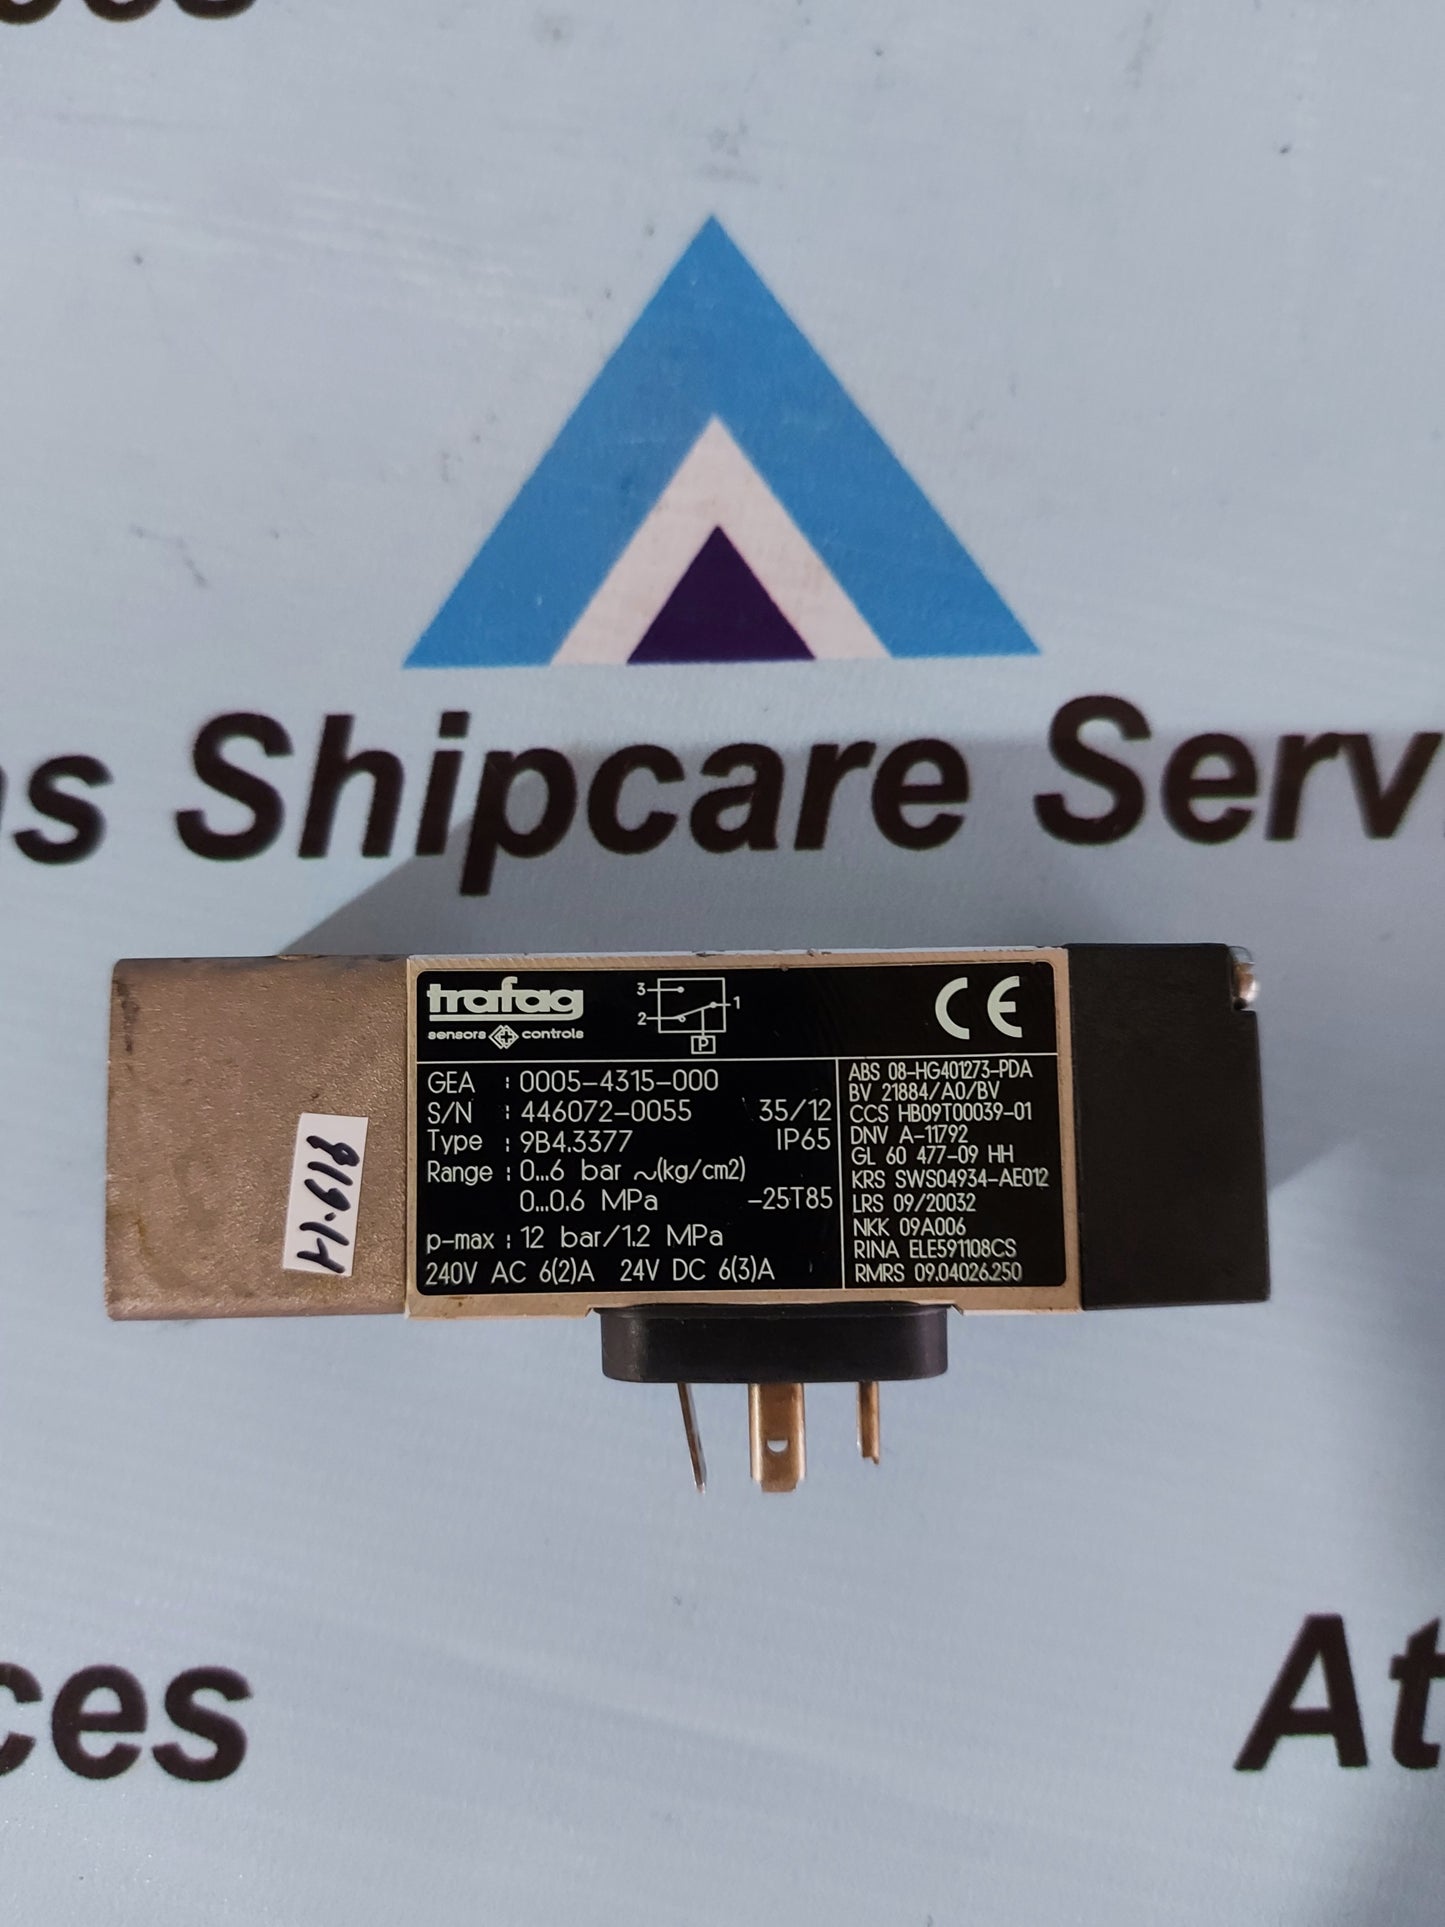 as Shipcare Serv
trafag
sensors controls
3
2
1
P
CE
GEA : 0005-4315-000
S/N : 446072-0055 35/12
Type : 9B4.3377 IP65
Range : 0...6 bar ~(kg/cm2)
0...0.6 MPa -25T85
p-max : 12 bar/1.2 MPa
240V AC 6(2)A 24V DC 6(3)A
ABS 08-HG401273-PDA
BV 21884/A0/BV
CCS HB09T00039-01
DNV A-11792
GL 60 477-09 HH
KRS SWS04934-AE012
LRS 09/20032
NKK 09A006
RINA ELE591108CS
RMRS 09.04026.250
ces
At